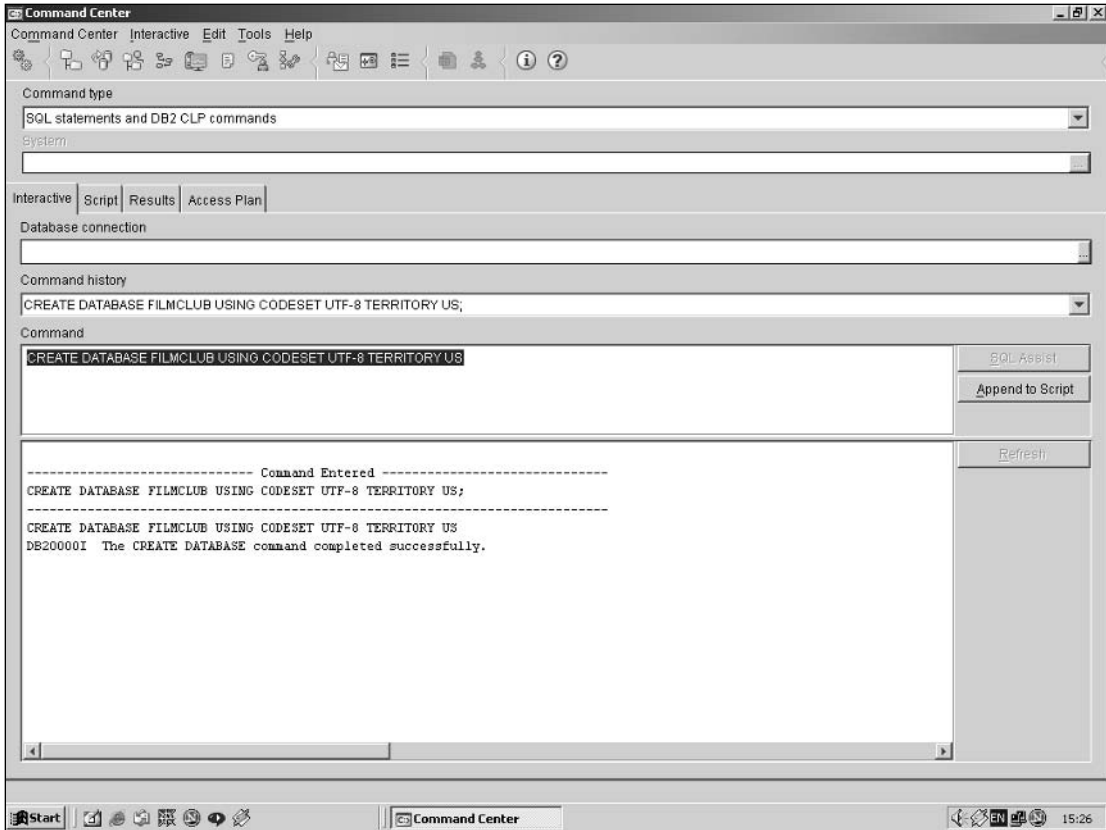 Command Center
Command Center Interactive Edit Tools Help
Command type
SQL statements and DB2 CLP commands
System
...
Interactive Script Results Access Plan
Database connection
...
Command history
CREATE DATABASE FILMCLUB USING CODESET UTF-8 TERRITORY US;
Command
CREATE DATABASE FILMCLUB USING CODESET UTF-8 TERRITORY US
SQL Assist
Append to Script
Refresh
------------------------------ Command Entered ------------------------------
CREATE DATABASE FILMCLUB USING CODESET UTF-8 TERRITORY US;
-----------------------------------------------------------------------------
CREATE DATABASE FILMCLUB USING CODESET UTF-8 TERRITORY US
DB20000I  The CREATE DATABASE command completed successfully.
Start
Command Center
EN
15:26